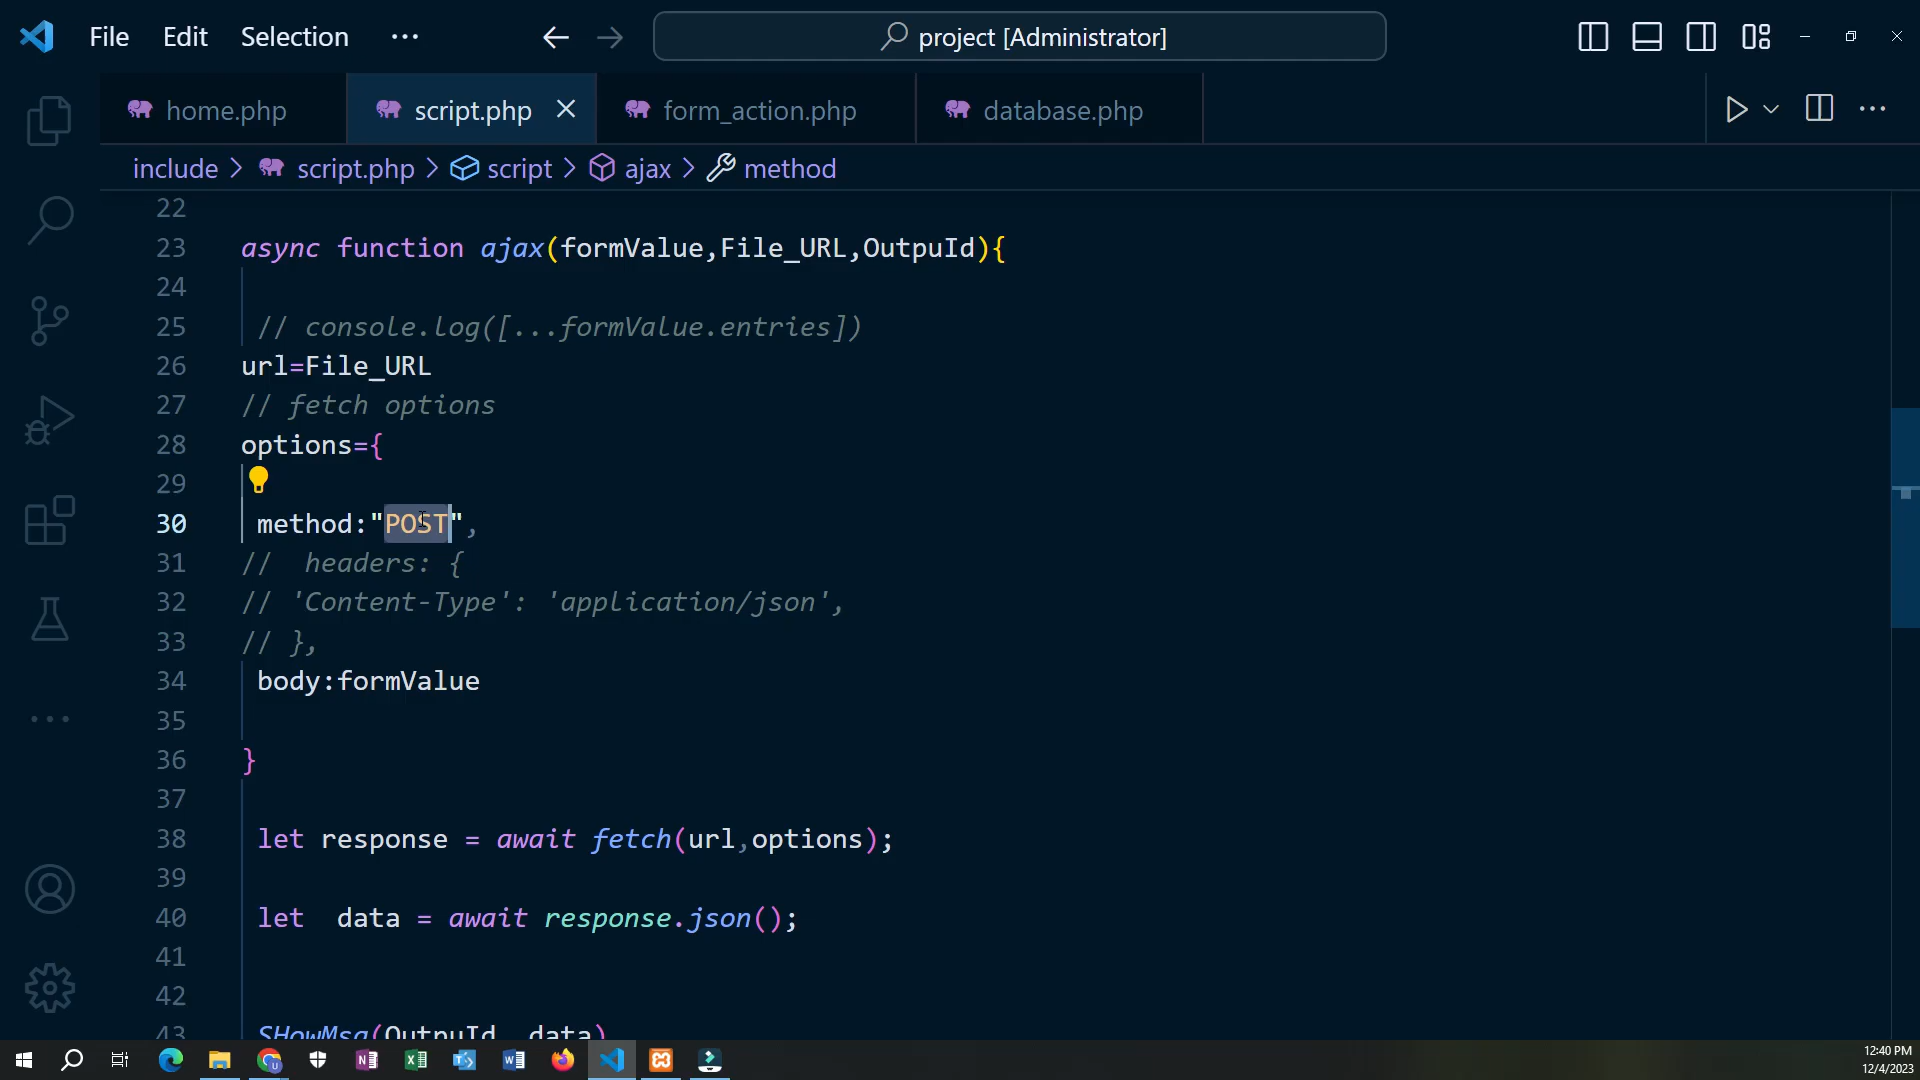 File Edit Selection ··· project [Administrator]
home.php script.php form_action.php database.php
include > script.php > script > ajax > method
22
23 async function ajax(formValue,File_URL,OutpuId){
24
25 // console.log([...formValue.entries])
26 url=File_URL
27 // fetch options
28 options={
29
30 method:"POST",
31 // headers: {
32 // 'Content-Type': 'application/json',
33 // },
34 body:formValue
35
36 }
37
38 let response = await fetch(url,options);
39
40 let  data = await response.json();
41
42
43 SHowMsg(OutpuId, data)
12:40 PM
12/4/2023